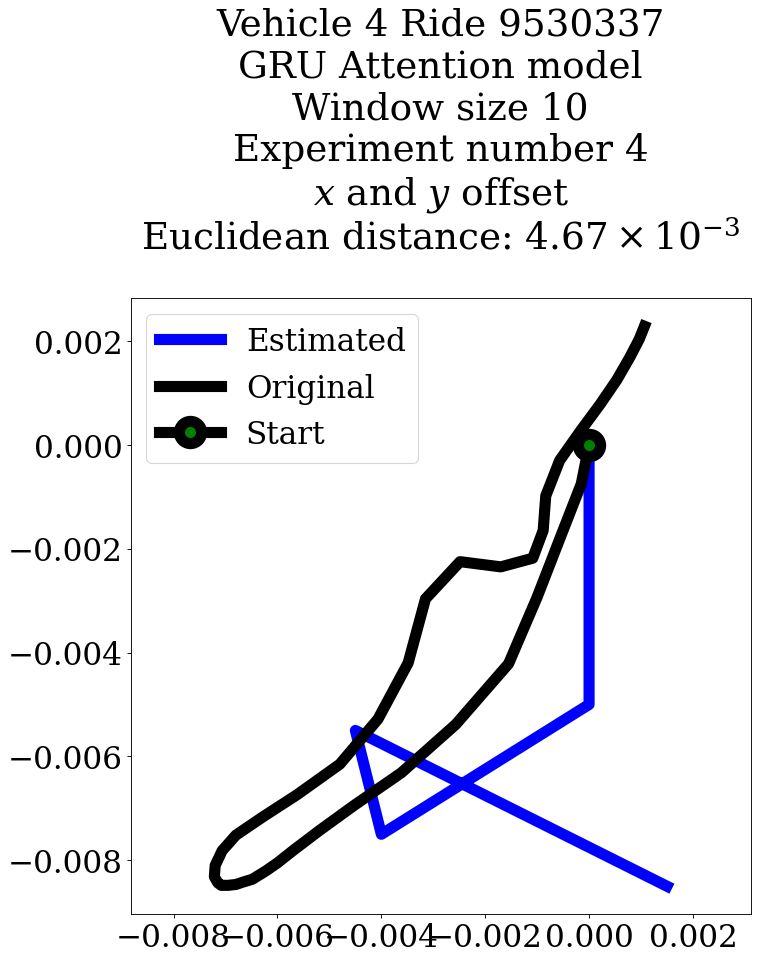 Vehicle 4 Ride 9530337
GRU Attention model
Window size 10
Experiment number 4
x and y offset
Euclidean distance: 4.67 × 10⁻³
Estimated
Original
Start
0.002
0.000
−0.002
−0.004
−0.006
−0.008
−0.008 −0.006 −0.004 −0.002 0.000 0.002